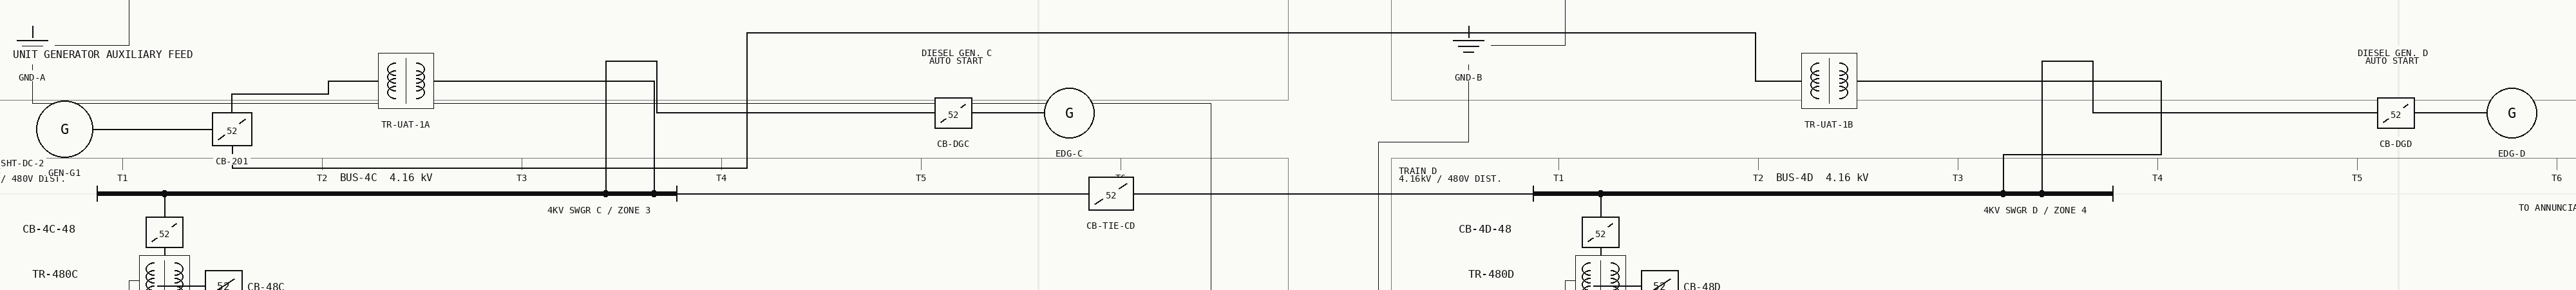 UNIT GENERATOR AUXILIARY FEED
GND-A
G
GEN-G1
52
CB-201
TR-UAT-1A
DIESEL GEN. C
AUTO START
52
CB-DGC
G
EDG-C
GND-B
TR-UAT-1B
DIESEL GEN. D
AUTO START
52
CB-DGD
G
EDG-D
SHT-DC-2
/ 480V DIST.
T1
T2
BUS-4C 4.16 kV
T3
T4
T5
TRAIN D
4.16kV / 480V DIST.
T1
T2
BUS-4D 4.16 kV
T3
T4
T5
T6
4KV SWGR C / ZONE 3
52
CB-TIE-CD
4KV SWGR D / ZONE 4
TO ANNUNCIA
CB-4C-48
52
CB-4D-48
52
TR-480C
52
CB-48C
TR-480D
52
CB-48D